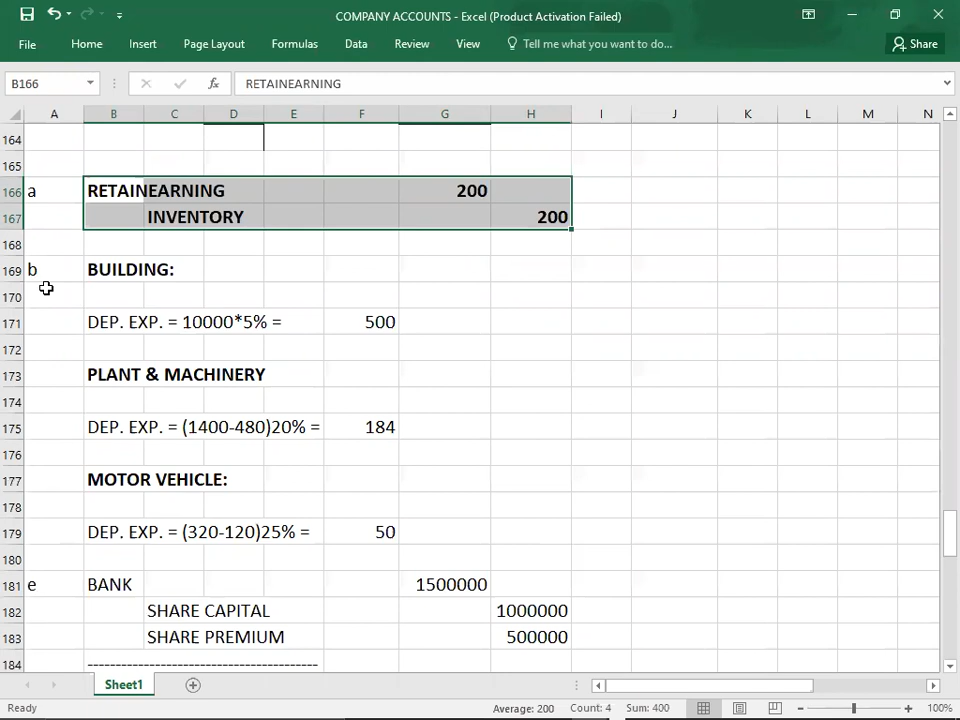 COMPANY ACCOUNTS - Excel (Product Activation Failed)
File Home Insert Page Layout Formulas Data Review View Tell me what you want to do... Share
B166 fx RETAINEARNING
A B C D E F G H I J K L M N
164
165
166 a RETAINEARNING 200
167 INVENTORY 200
168
169 b BUILDING:
170
171 DEP. EXP. = 10000*5% = 500
172
173 PLANT & MACHINERY
174
175 DEP. EXP. = (1400-480)20% = 184
176
177 MOTOR VEHICLE:
178
179 DEP. EXP. = (320-120)25% = 50
180
181 e BANK 1500000
182 SHARE CAPITAL 1000000
183 SHARE PREMIUM 500000
184 ----------------------------------------
Sheet1
Ready Average: 200 Count: 4 Sum: 400 100%